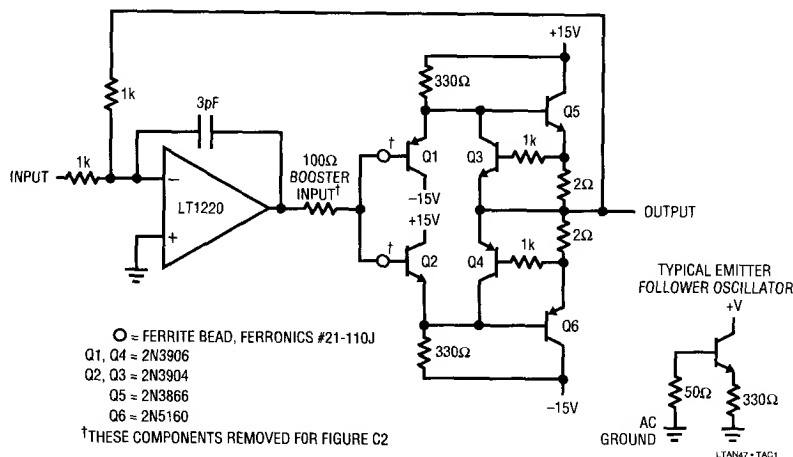 +15V
330Ω
Q5
1k
3pF
†
Q1
Q3
1k
1k
100Ω
BOOSTER
INPUT†
2Ω
INPUT
−
LT1220
−15V
OUTPUT
+
+15V
†
2Ω
Q2
Q4
1k
TYPICAL EMITTER
FOLLOWER OSCILLATOR
+V
Q6
330Ω
O = FERRITE BEAD, FERRONICS #21-110J
Q1, Q4 = 2N3906
Q2, Q3 = 2N3904
Q5 = 2N3866
Q6 = 2N5160
†THESE COMPONENTS REMOVED FOR FIGURE C2
−15V
50Ω
330Ω
AC
GROUND
LTAN47 • TAC1